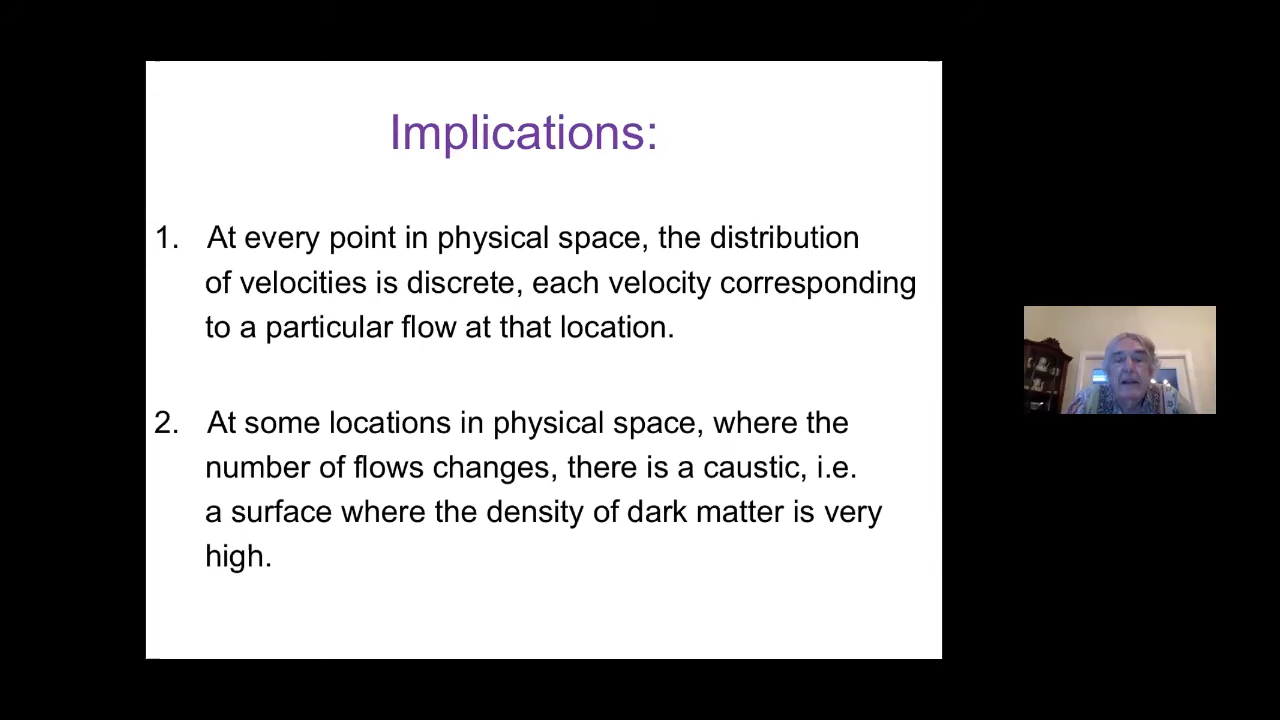 Implications:
1. At every point in physical space, the distribution
of velocities is discrete, each velocity corresponding
to a particular flow at that location.
2. At some locations in physical space, where the
number of flows changes, there is a caustic, i.e.
a surface where the density of dark matter is very
high.